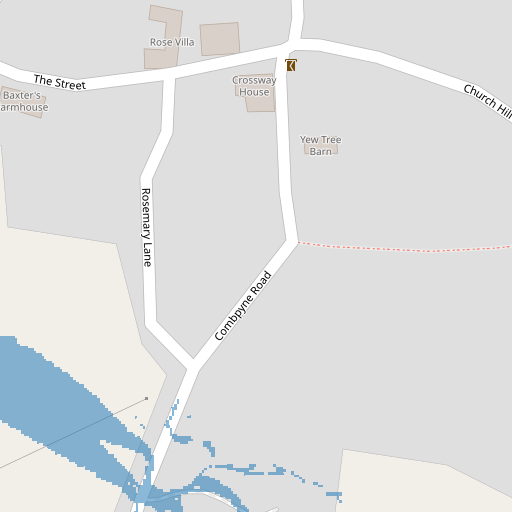 Rose Villa
The Street
Crossway
House
Baxter's
armhouse
Church Hill
Yew Tree
Barn
Rosemary Lane
Combpyne Road